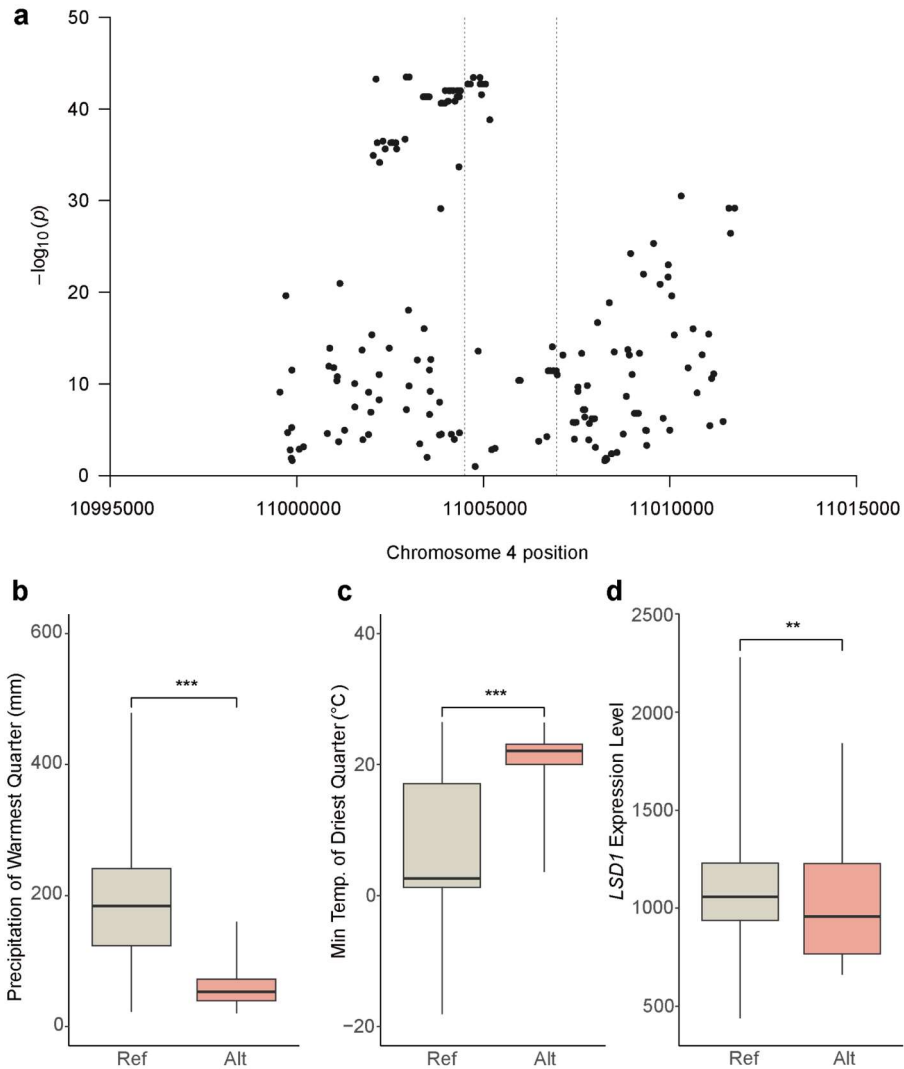 a
50
40
30
20
10
0
−log10(p)
10995000 11000000 11005000 11010000 11015000
Chromosome 4 position
b
600
400
200
0
Precipitation of Warmest Quarter (mm)
***
Ref Alt
c
40
20
0
−20
Min Temp. of Driest Quarter (°C)
***
Ref Alt
d
2500
2000
1500
1000
500
LSD1 Expression Level
**
Ref Alt